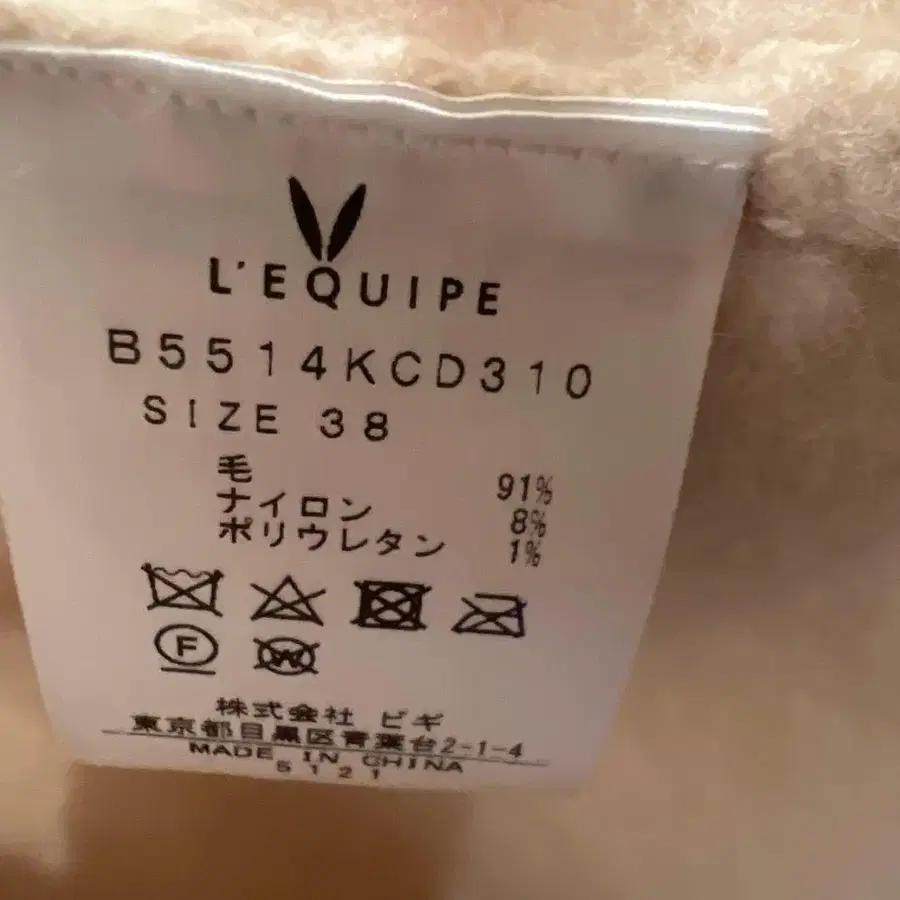 L'EQUIPE
B5514KCD310
SIZE 38
毛 91%
ナイロン 8%
ポリウレタン 1%
F
W
株式会社 ビギ
東京都目黒区青葉台2-1-4
MADE IN CHINA
5121